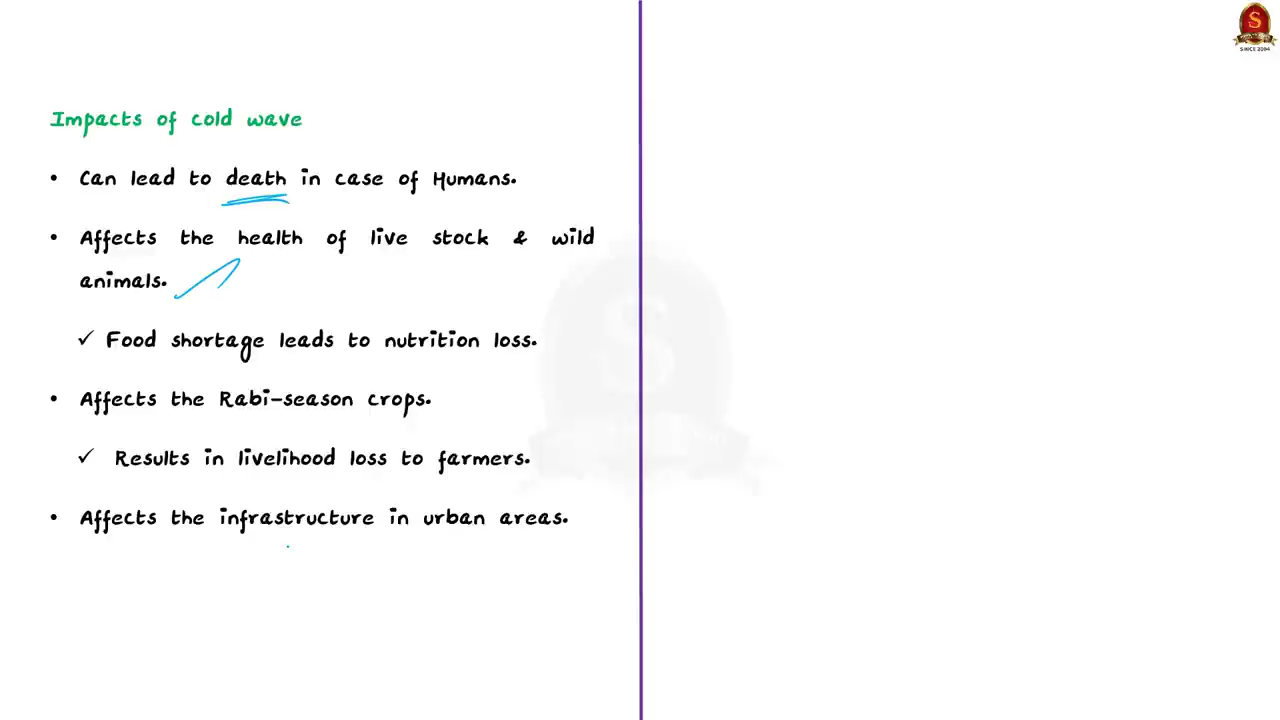 Impacts of cold wave
• Can lead to death in case of Humans.
• Affects the health of live stock & wild
animals.
✓ Food shortage leads to nutrition loss.
• Affects the Rabi-season crops.
✓ Results in livelihood loss to farmers.
• Affects the infrastructure in urban areas.
S
SINCE 2004